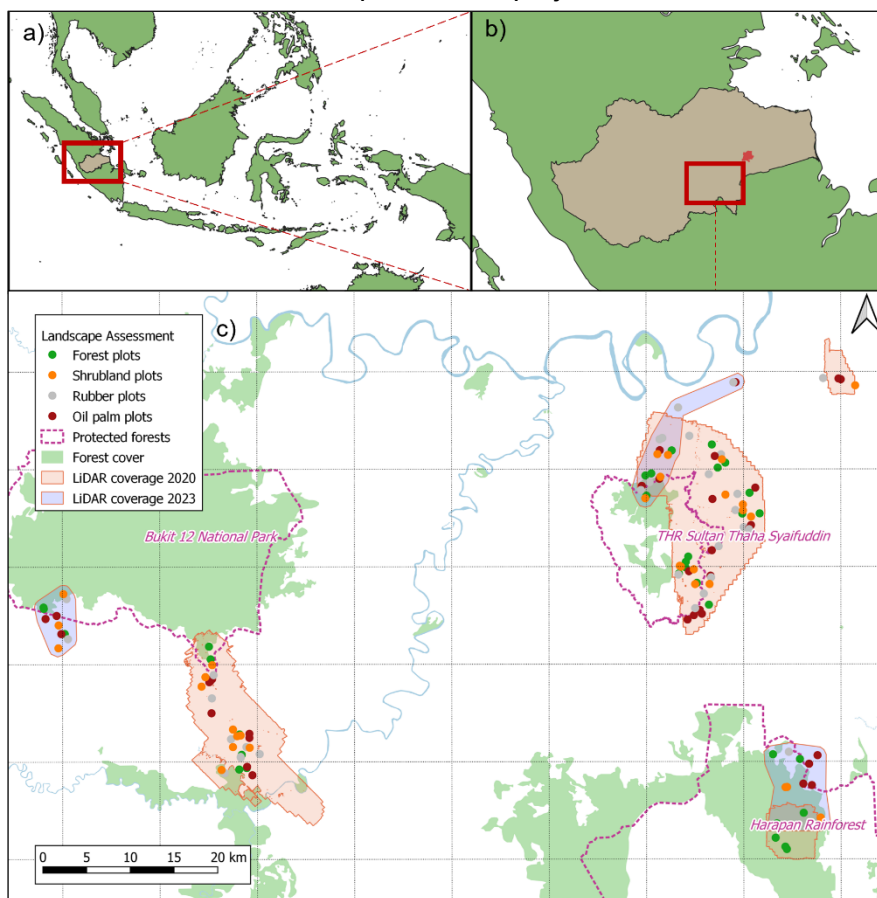 a)
b)
c)
Landscape Assessment
Forest plots
Shrubland plots
Rubber plots
Oil palm plots
Protected forests
Forest cover
LiDAR coverage 2020
LiDAR coverage 2023
Bukit 12 National Park
THR Sultan Thaha Syaifuddin
Harapan Rainforest
0 5 10 15 20 km